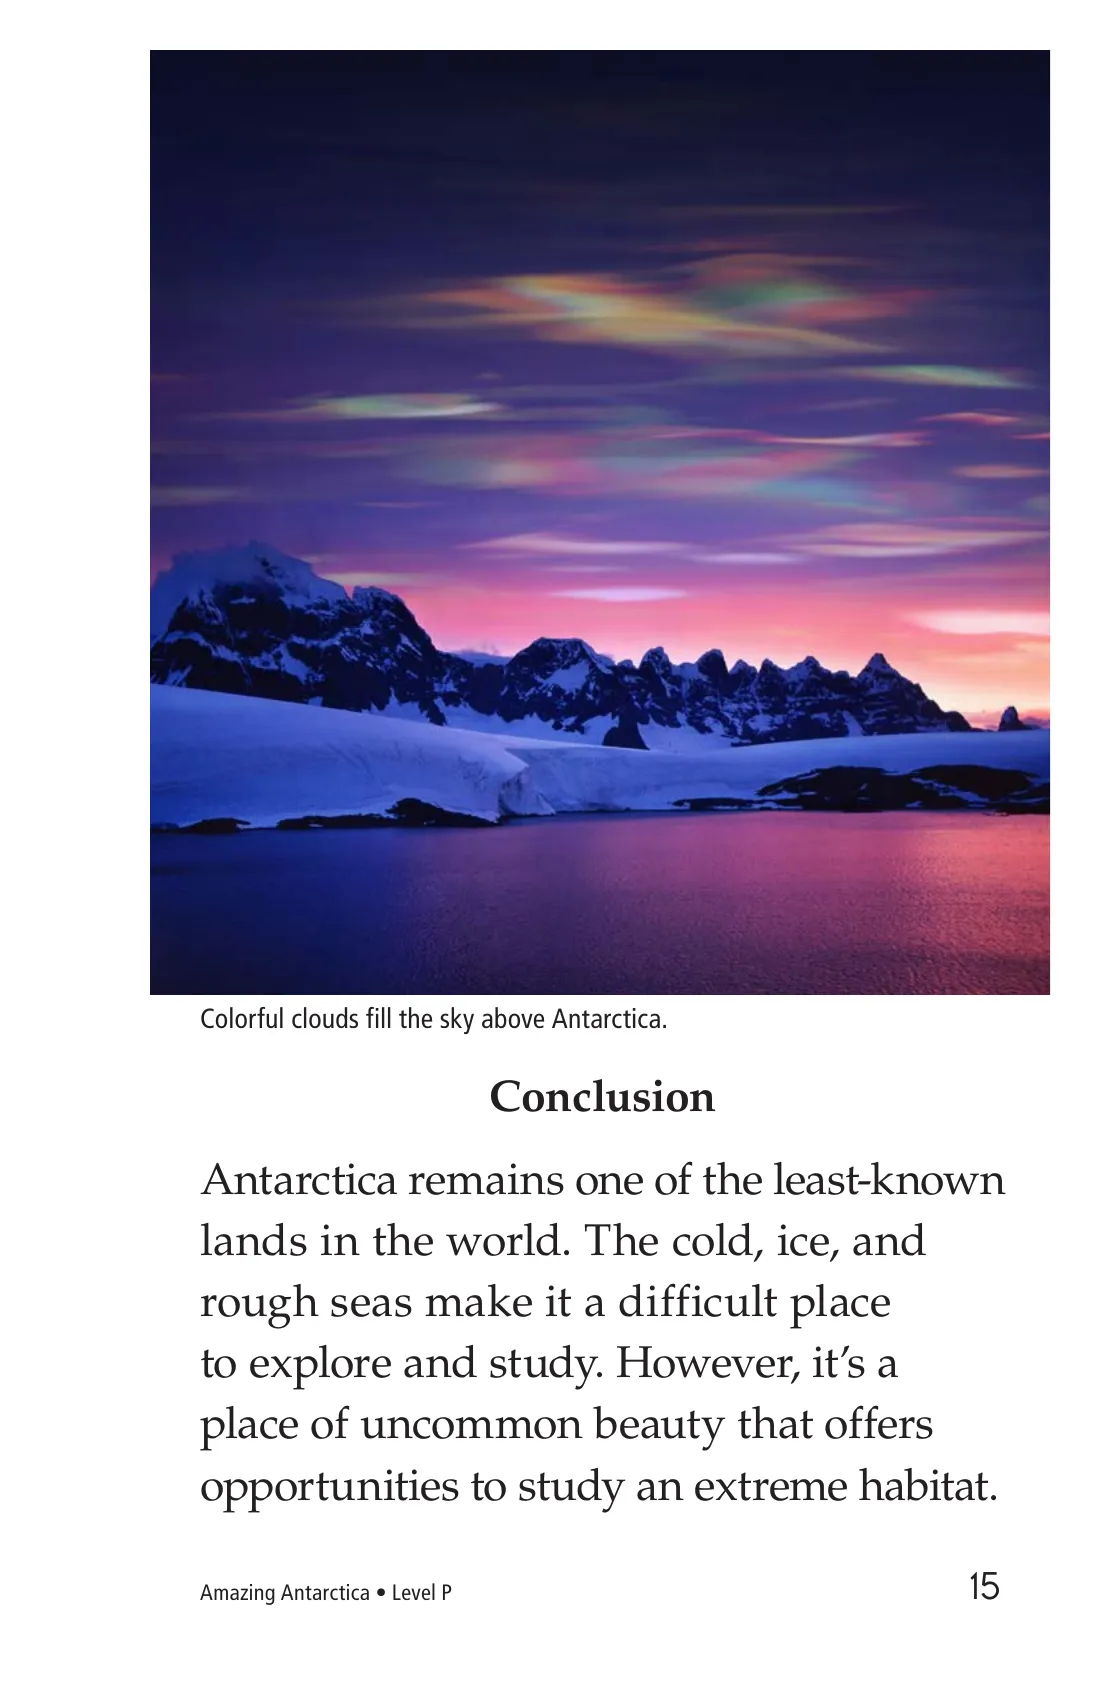 Colorful clouds fill the sky above Antarctica.
Conclusion
Antarctica remains one of the least-known
lands in the world. The cold, ice, and
rough seas make it a difficult place
to explore and study. However, it’s a
place of uncommon beauty that offers
opportunities to study an extreme habitat.
Amazing Antarctica • Level P
15